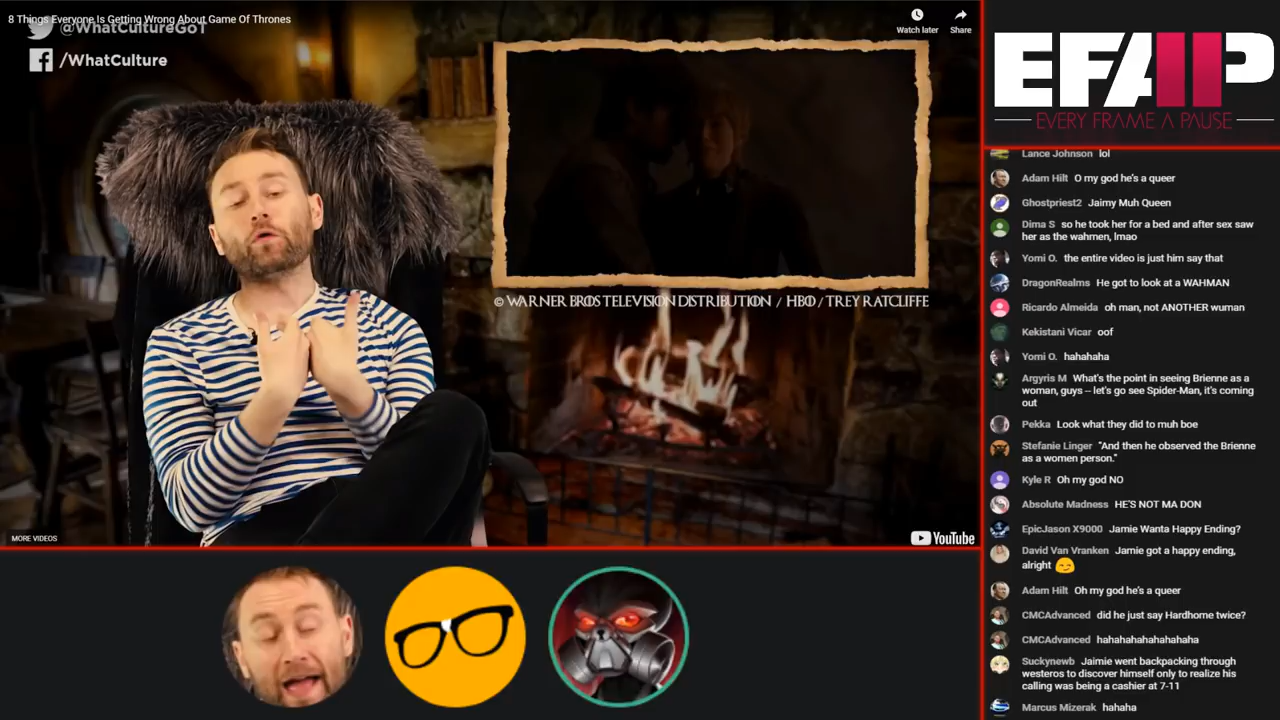 8 Things Everyone Is Getting Wrong About Game Of Thrones
@WhatCultureGoT
/WhatCulture
Watch later
Share
© WARNER BROS TELEVISION DISTRIBUTION / HBO / TREY RATCLIFFE
MORE VIDEOS
YouTube
EFAP
EVERY FRAME A PAUSE
Lance Johnson lol
Adam Hilt O my god he's a queer
Ghostpriest2 Jaimy Muh Queen
Dima S so he took her for a bed and after sex saw
her as the wahmen, lmao
Yomi O. the entire video is just him say that
DragonRealms He got to look at a WAHMAN
Ricardo Almeida oh man, not ANOTHER wuman
Kekistani Vicar oof
Yomi O. hahahaha
Argyris M What's the point in seeing Brienne as a
woman, guys -- let's go see Spider-Man, it's coming
out
Pekka Look what they did to muh boe
Stefanie Linger "And then he observed the Brienne
as a women person."
Kyle R Oh my god NO
Absolute Madness HE'S NOT MA DON
EpicJason X9000 Jamie Wanta Happy Ending?
David Van Vranken Jamie got a happy ending,
alright
Adam Hilt Oh my god he's a queer
CMCAdvanced did he just say Hardhome twice?
CMCAdvanced hahahahahahahaha
Suckynewb Jaimie went backpacking through
westeros to discover himself only to realize his
calling was being a cashier at 7-11
Marcus Mizerak hahaha